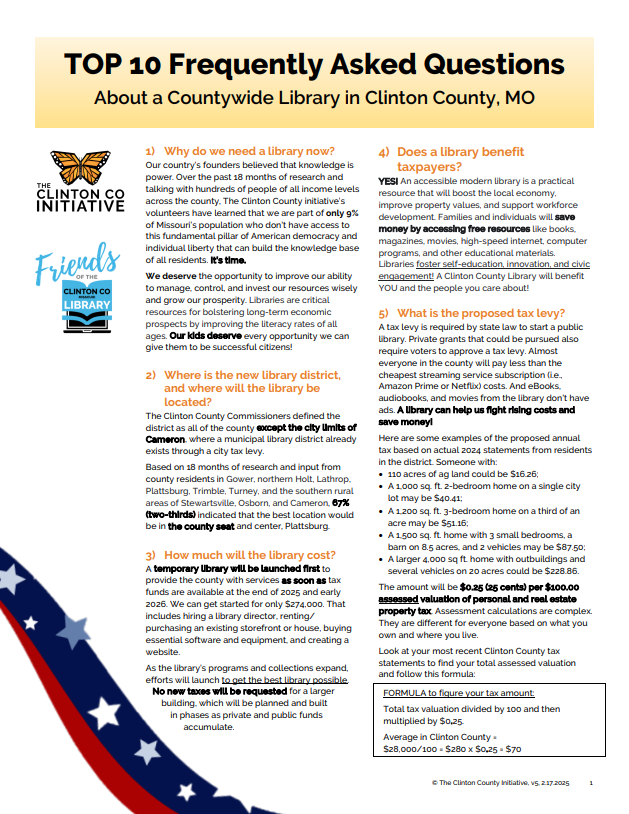 TOP 10 Frequently Asked Questions
About a Countywide Library in Clinton County, MO
THE
CLINTON CO
INITIATIVE
Friends
OF THE
CLINTON CO
MISSOURI
LIBRARY
1) Why do we need a library now?
Our country's founders believed that knowledge is
power. Over the past 18 months of research and
talking with hundreds of people of all income levels
across the county, The Clinton County initiative's
volunteers have learned that we are part of only 9%
of Missouri's population who don't have access to
this fundamental pillar of American democracy and
individual liberty that can build the knowledge base
of all residents. It's time.
We deserve the opportunity to improve our ability
to manage, control, and invest our resources wisely
and grow our prosperity. Libraries are critical
resources for bolstering long-term economic
prospects by improving the literacy rates of all
ages. Our kids deserve every opportunity we can
give them to be successful citizens!
2) Where is the new library district,
and where will the library be
located?
The Clinton County Commissioners defined the
district as all of the county except the city limits of
Cameron, where a municipal library district already
exists through a city tax levy.
Based on 18 months of research and input from
county residents in Gower, northern Holt, Lathrop,
Plattsburg, Trimble, Turney, and the southern rural
areas of Stewartsville, Osborn, and Cameron, 67%
(two-thirds) indicated that the best location would
be in the county seat and center, Plattsburg.
3) How much will the library cost?
A temporary library will be launched first to
provide the county with services as soon as tax
funds are available at the end of 2025 and early
2026. We can get started for only $274,000. That
includes hiring a library director, renting/
purchasing an existing storefront or house, buying
essential software and equipment, and creating a
website.
As the library's programs and collections expand,
efforts will launch to get the best library possible.
No new taxes will be requested for a larger
building, which will be planned and built
in phases as private and public funds
accumulate.
4) Does a library benefit
taxpayers?
YES! An accessible modern library is a practical
resource that will boost the local economy,
improve property values, and support workforce
development. Families and individuals will save
money by accessing free resources like books,
magazines, movies, high-speed internet, computer
programs, and other educational materials.
Libraries foster self-education, innovation, and civic
engagement! A Clinton County Library will benefit
YOU and the people you care about!
5) What is the proposed tax levy?
A tax levy is required by state law to start a public
library. Private grants that could be pursued also
require voters to approve a tax levy. Almost
everyone in the county will pay less than the
cheapest streaming service subscription (i.e.,
Amazon Prime or Netflix) costs. And eBooks,
audiobooks, and movies from the library don't have
ads. A library can help us fight rising costs and
save money!
Here are some examples of the proposed annual
tax based on actual 2024 statements from residents
in the district. Someone with:
• 110 acres of ag land could be $16.26;
• A 1,000 sq. ft. 2-bedroom home on a single city
lot may be $40.41;
• A 1,200 sq. ft. 3-bedroom home on a third of an
acre may be $51.16;
• A 1,500 sq. ft. home with 3 small bedrooms, a
barn on 8.5 acres, and 2 vehicles may be $87.50;
• A larger 4,000 sq. ft. home with outbuildings and
several vehicles on 20 acres could be $228.86.
The amount will be $0.25 (25 cents) per $100.00
assessed valuation of personal and real estate
property tax. Assessment calculations are complex.
They are different for everyone based on what you
own and where you live.
Look at your most recent Clinton County tax
statements to find your total assessed valuation
and follow this formula:
FORMULA to figure your tax amount:
Total tax valuation divided by 100 and then
multiplied by $0.25.
Average in Clinton County =
$28,000/100 = $280 x $0.25 = $70
© The Clinton County Initiative, v5, 2.17.2025 1